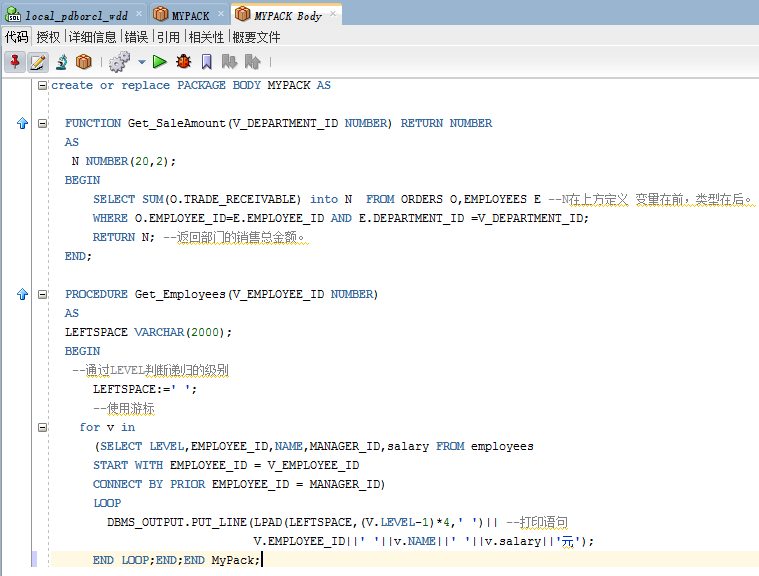 local_pdborcl_wdd MYPACK MYPACK Body
代码 授权 详细信息 错误 引用 相关性 概要文件
create or replace PACKAGE BODY MYPACK AS
FUNCTION Get_SaleAmount(V_DEPARTMENT_ID NUMBER) RETURN NUMBER
AS
N NUMBER(20,2);
BEGIN
SELECT SUM(O.TRADE_RECEIVABLE) into N  FROM ORDERS O,EMPLOYEES E --N在上方定义 变量在前，类型在后。
WHERE O.EMPLOYEE_ID=E.EMPLOYEE_ID AND E.DEPARTMENT_ID =V_DEPARTMENT_ID;
RETURN N; --返回部门的销售总金额。
END;
PROCEDURE Get_Employees(V_EMPLOYEE_ID NUMBER)
AS
LEFTSPACE VARCHAR(2000);
BEGIN
--通过LEVEL判断递归的级别
LEFTSPACE:=' ';
--使用游标
for v in
(SELECT LEVEL,EMPLOYEE_ID,NAME,MANAGER_ID,salary FROM employees
START WITH EMPLOYEE_ID = V_EMPLOYEE_ID
CONNECT BY PRIOR EMPLOYEE_ID = MANAGER_ID)
LOOP
DBMS_OUTPUT.PUT_LINE(LPAD(LEFTSPACE,(V.LEVEL-1)*4,' ')|| --打印语句
V.EMPLOYEE_ID||' '||v.NAME||' '||v.salary||'元');
END LOOP;END;END MyPack;